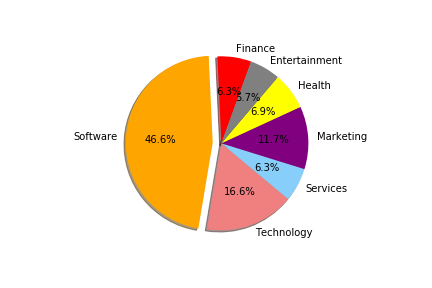 Finance
Entertainment
Health
Marketing
Services
Technology
Software
6.3%
5.7%
6.9%
11.7%
6.3%
16.6%
46.6%